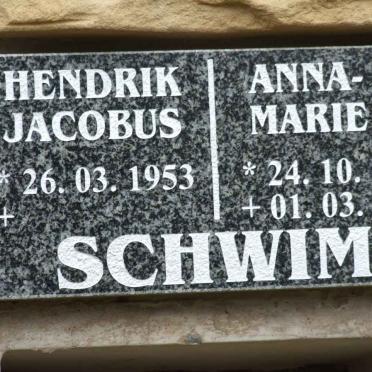 HENDRIK
JACOBUS
* 26. 03. 1953
+
ANNA-
MARIE
* 24. 10.
+ 01. 03.
SCHWIM